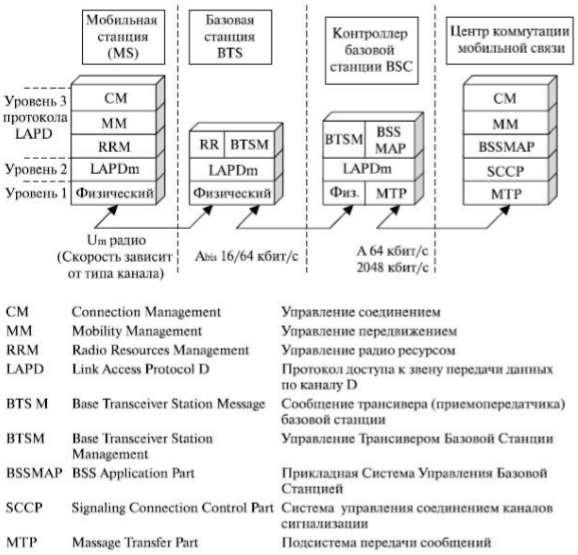 Мобильная
станция
(MS)
Базовая
станция
BTS
Контроллер
базовой
станции BSC
Центр коммутации
мобильной связи
Уровень 3
протокола
LAPD
Уровень 2
Уровень 1
CM
MM
RRM
LAPDm
Физический
RR BTSM
LAPDm
Физический
BTSM BSS
MAP
LAPDm
Физ. MTP
CM
MM
BSSMAP
SCCP
MTP
Um радио
(Скорость зависит
от типа канала)
Abis 16/64 кбит/с
A 64 кбит/с
2048 кбит/с
CM Connection Management Управление соединением
MM Mobility Management Управление передвижением
RRM Radio Resources Management Управление радио ресурсом
LAPD Link Access Protocol D Протокол доступа к звену передачи данных
по каналу D
BTS M Base Transceiver Station Message Сообщение трансивера (приемопередатчика)
базовой станции
BTSM Base Transceiver Station Управление Трансивером Базовой Станции
Management
BSSMAP BSS Application Part Прикладная Система Управления Базовой
Станцией
SCCP Signaling Connection Control Part Система управления соединением каналов
сигнализации
MTP Massage Transfer Part Подсистема передачи сообщений